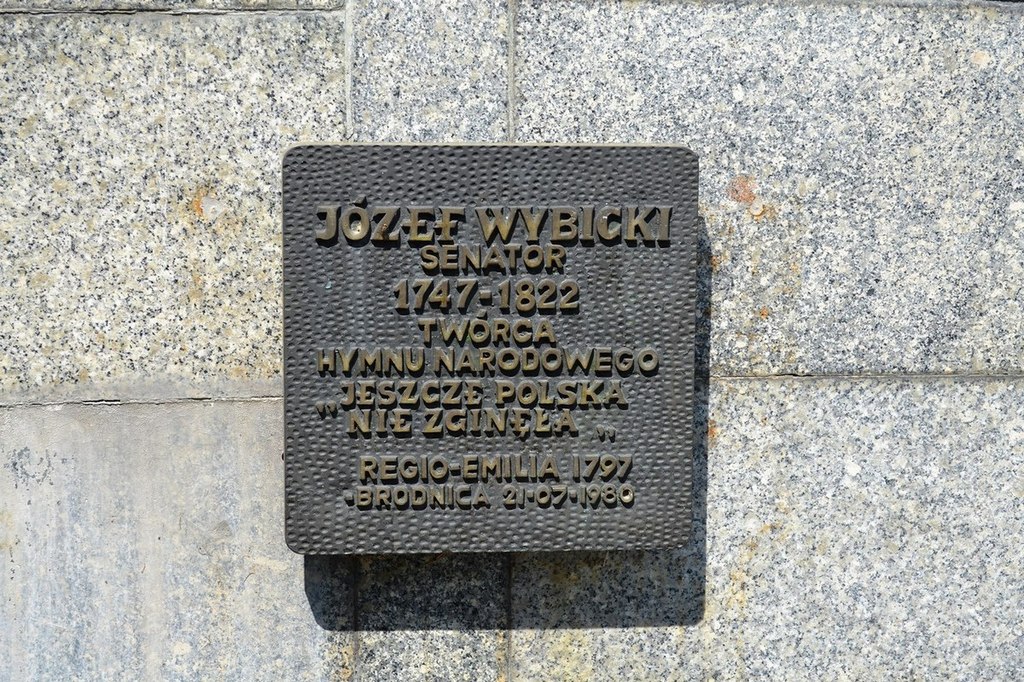 JÓZEF WYBICKI
SENATOR
1747-1822
TWÓRCA
HYMNU NARODOWEGO
„JESZCZE POLSKA
NIE ZGINĘŁA „
REGIO-EMILIA 1797
-BRODNICA 21-07-1980